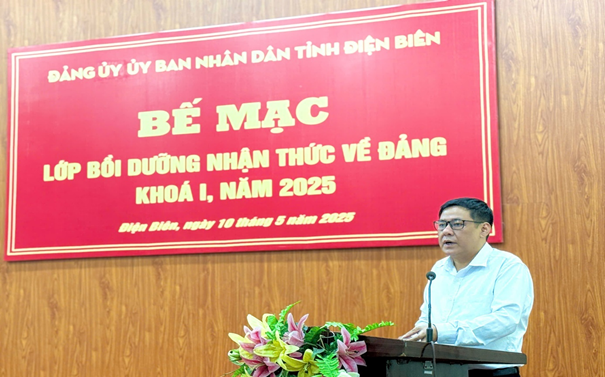 ĐẢNG ỦY ỦY BAN NHÂN DÂN TỈNH ĐIỆN BIÊN
BẾ MẠC
LỚP BỒI DƯỠNG NHẬN THỨC VỀ ĐẢNG
KHOÁ I, NĂM 2025
Điện Biên, ngày 10 tháng 5 năm 2025